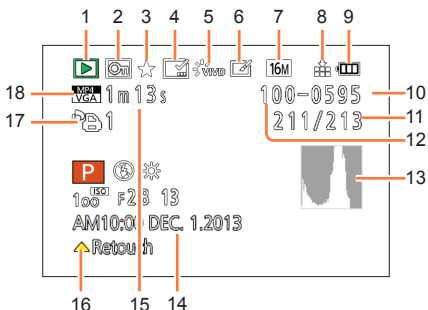 1 2 3 4 5 6 7 8 9
VIVID 16M
18 MP4 VGA 1m13s 100-0595 10
17 1 211/213 11
12
P
13
ISO 100 F2.8 13
AM10:00 DEC. 1.2013
Retouch
16 15 14